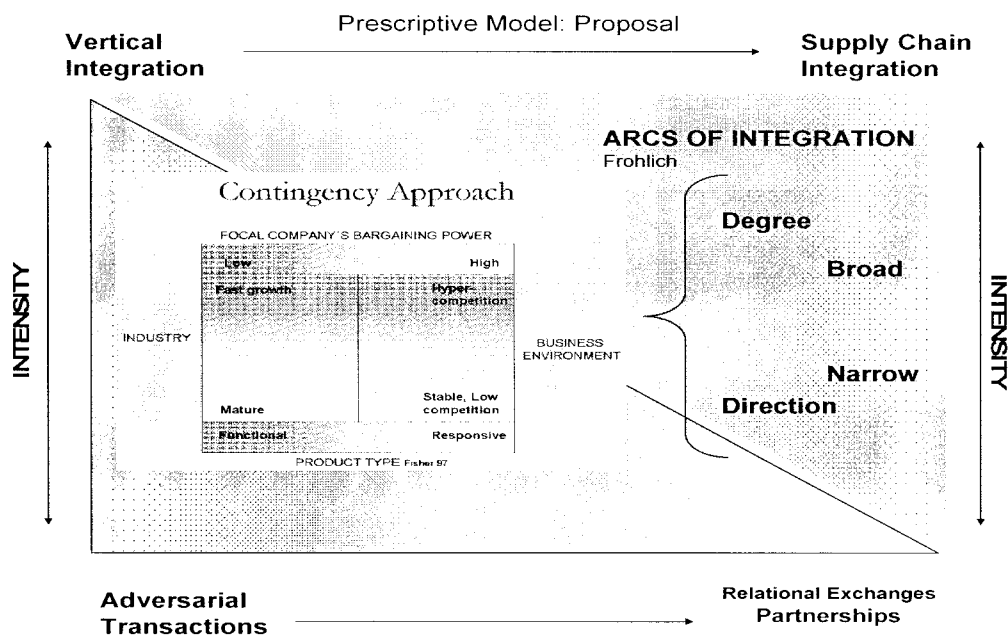 Prescriptive Model: Proposal
Vertical
Integration
Supply Chain
Integration
ARCS OF INTEGRATION
Frohlich
Contingency Approach
FOCAL COMPANY´S BARGAINING POWER
Low
High
Fast growth
Hyper-
competition
Degree
Broad
INTENSITY
INDUSTRY
BUSINESS
ENVIRONMENT
INTENSITY
Narrow
Direction
Mature
Stable, Low
competition
Functional
Responsive
PRODUCT TYPE Fisher 97
Adversarial
Transactions
Relational Exchanges
Partnerships